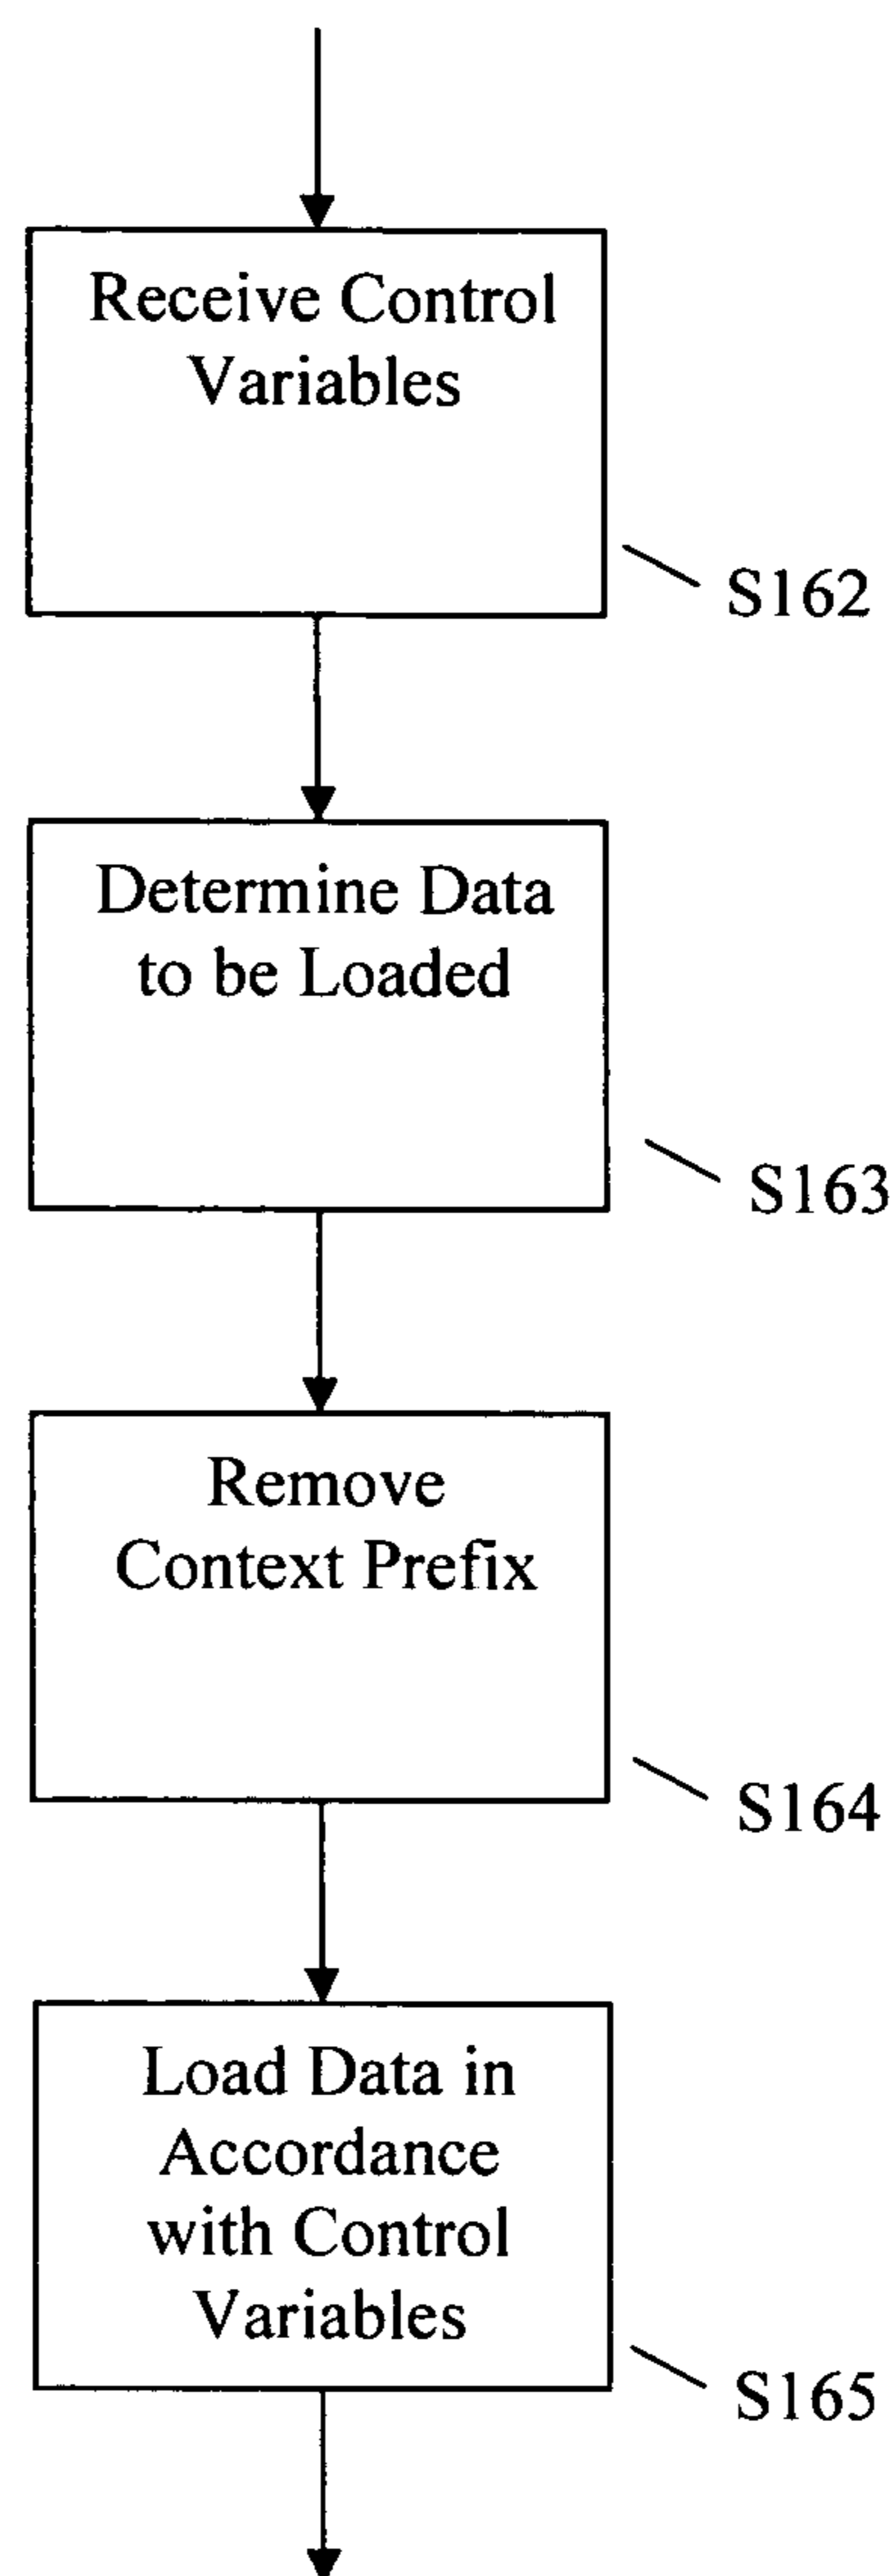 Receive Control
Variables
S162
Determine Data
to be Loaded
S163
Remove
Context Prefix
S164
Load Data in
Accordance
with Control
Variables
S165